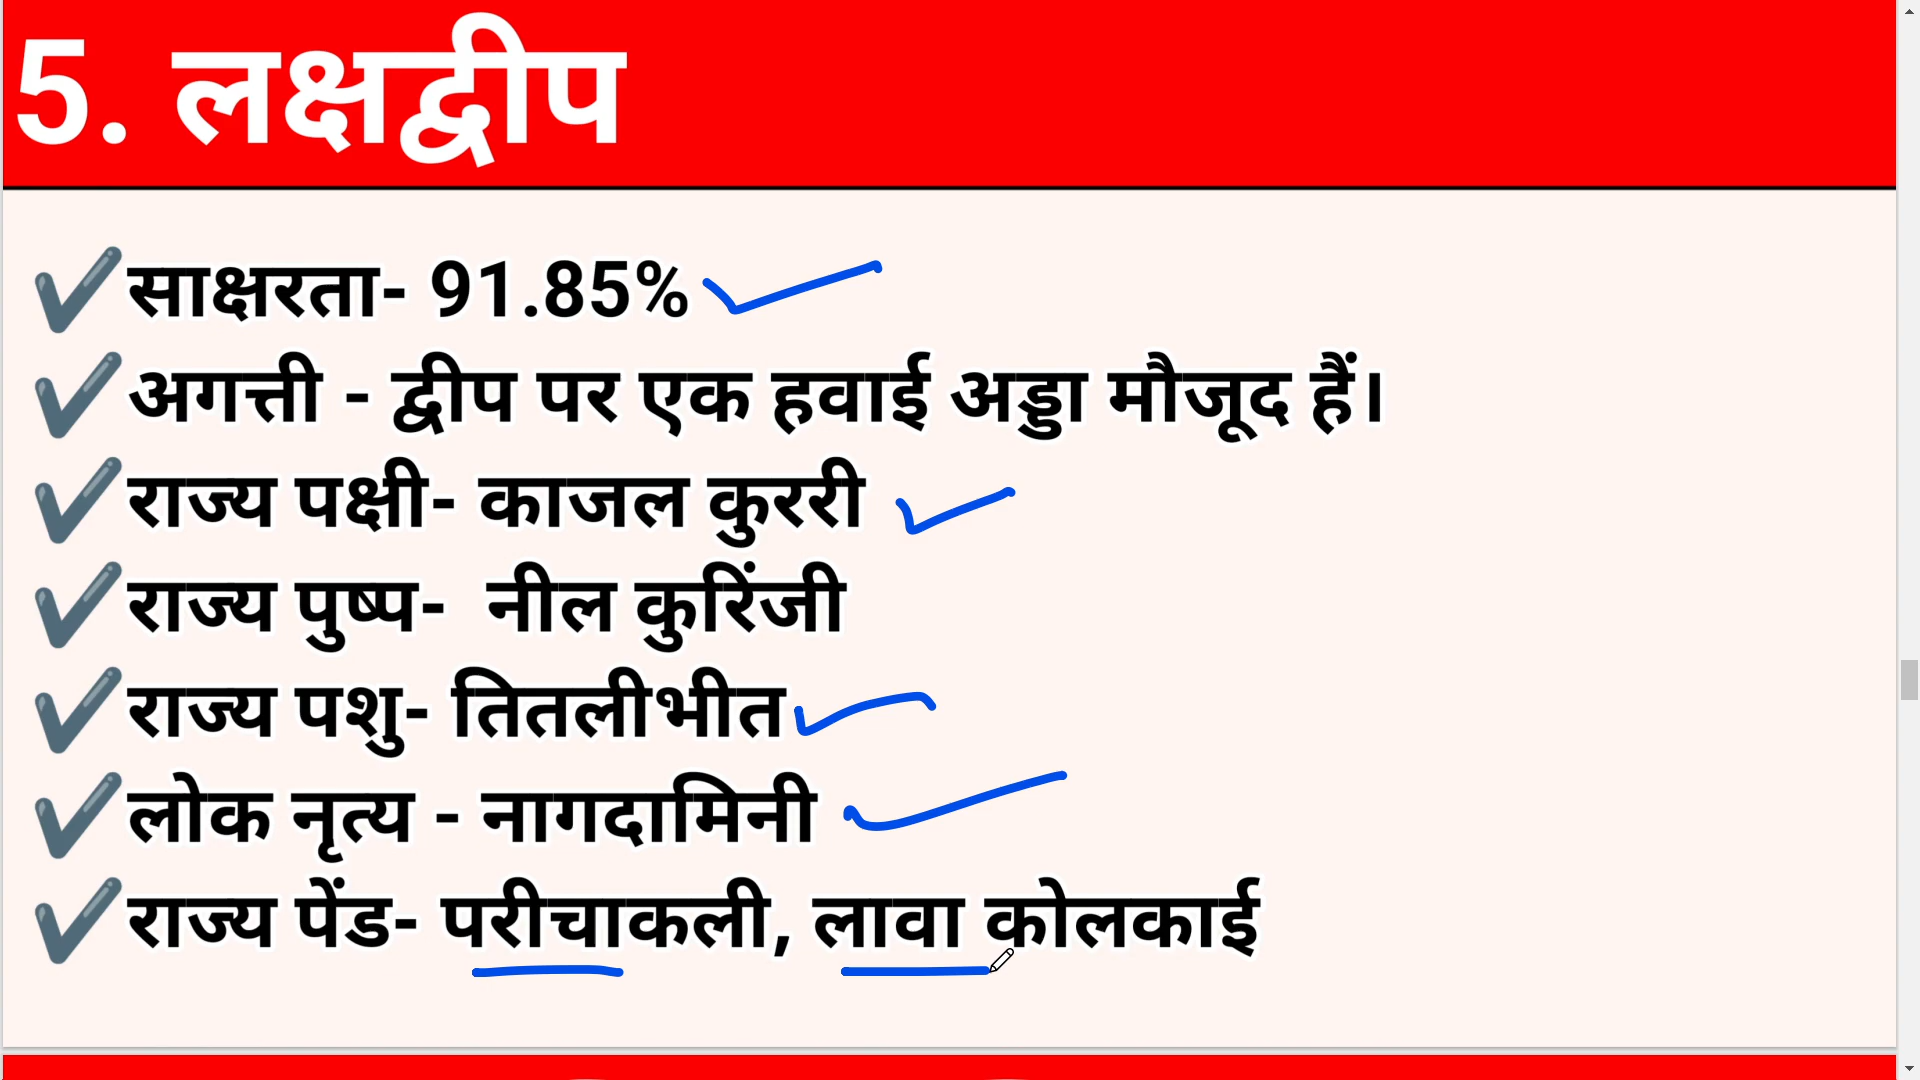 5. लक्षद्वीप
✔साक्षरता- 91.85%
✔अगत्ती - द्वीप पर एक हवाई अड्डा मौजूद हैं।
✔राज्य पक्षी- काजल कुररी
✔राज्य पुष्प- नील कुरिंजी
✔राज्य पशु- तितलीभीत
✔लोक नृत्य - नागदामिनी
✔राज्य पेंड- परीचाकली, लावा कोलकाई